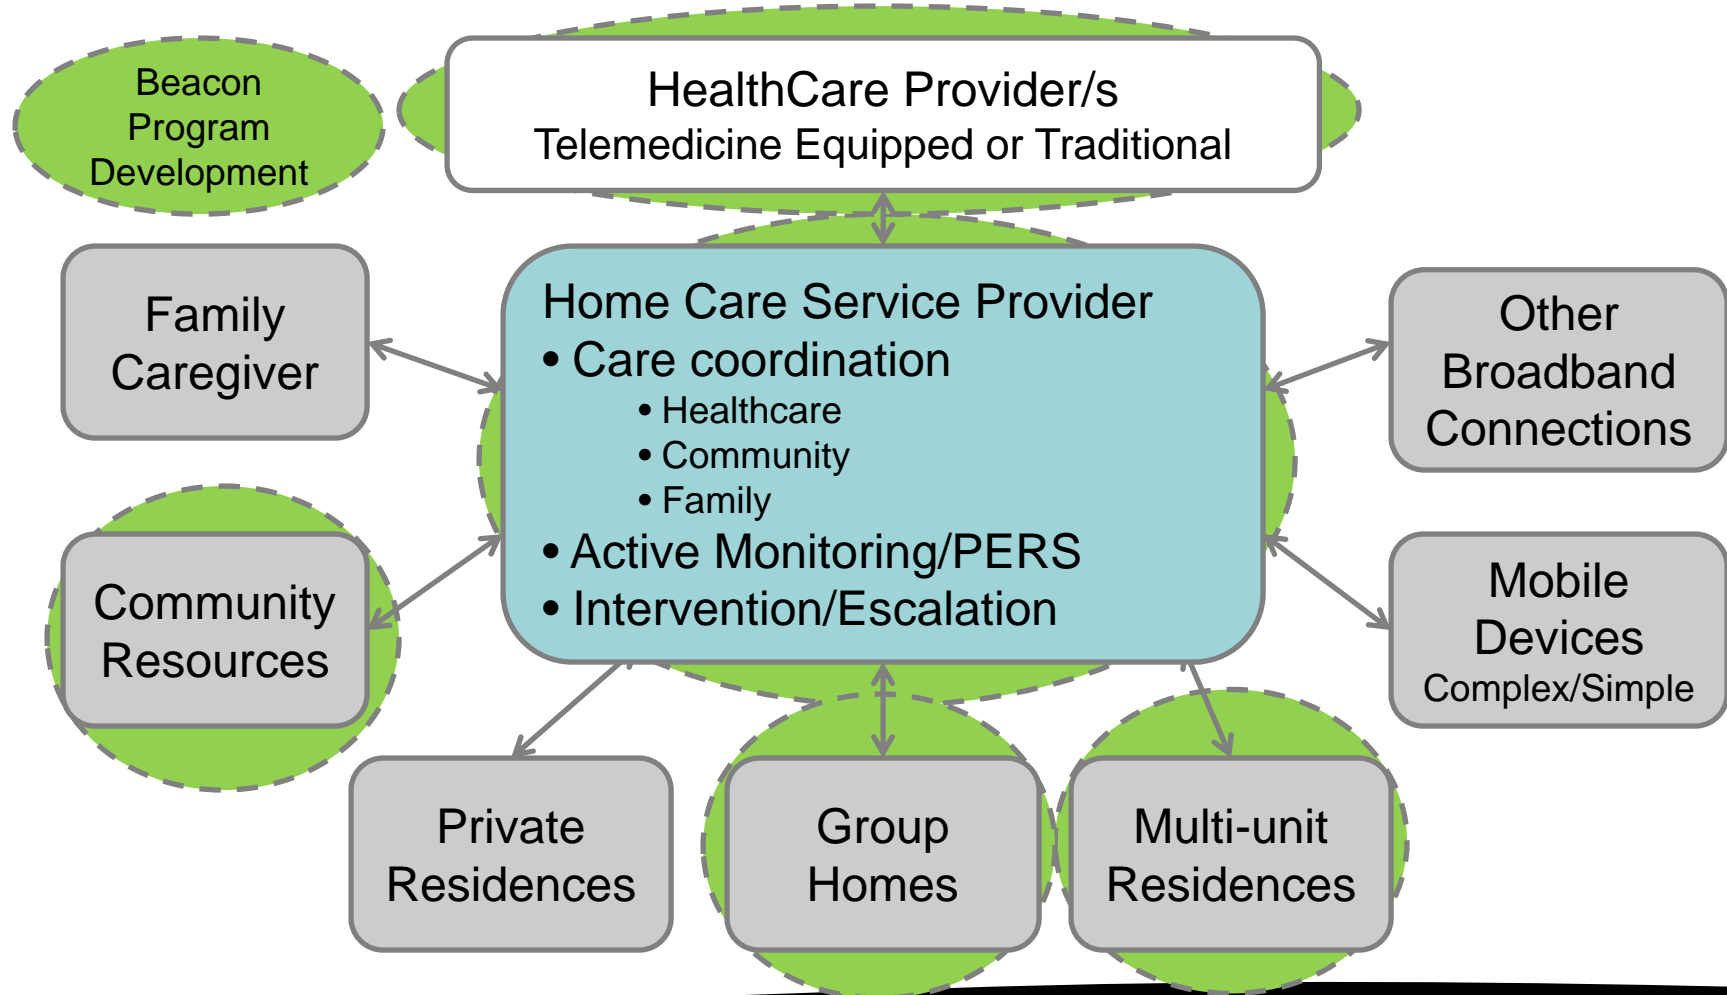 Beacon
Program
Development
HealthCare Provider/s
Telemedicine Equipped or Traditional
Family
Caregiver
Home Care Service Provider
• Care coordination
• Healthcare
• Community
• Family
• Active Monitoring/PERS
• Intervention/Escalation
Other
Broadband
Connections
Community
Resources
Mobile
Devices
Complex/Simple
Private
Residences
Group
Homes
Multi-unit
Residences